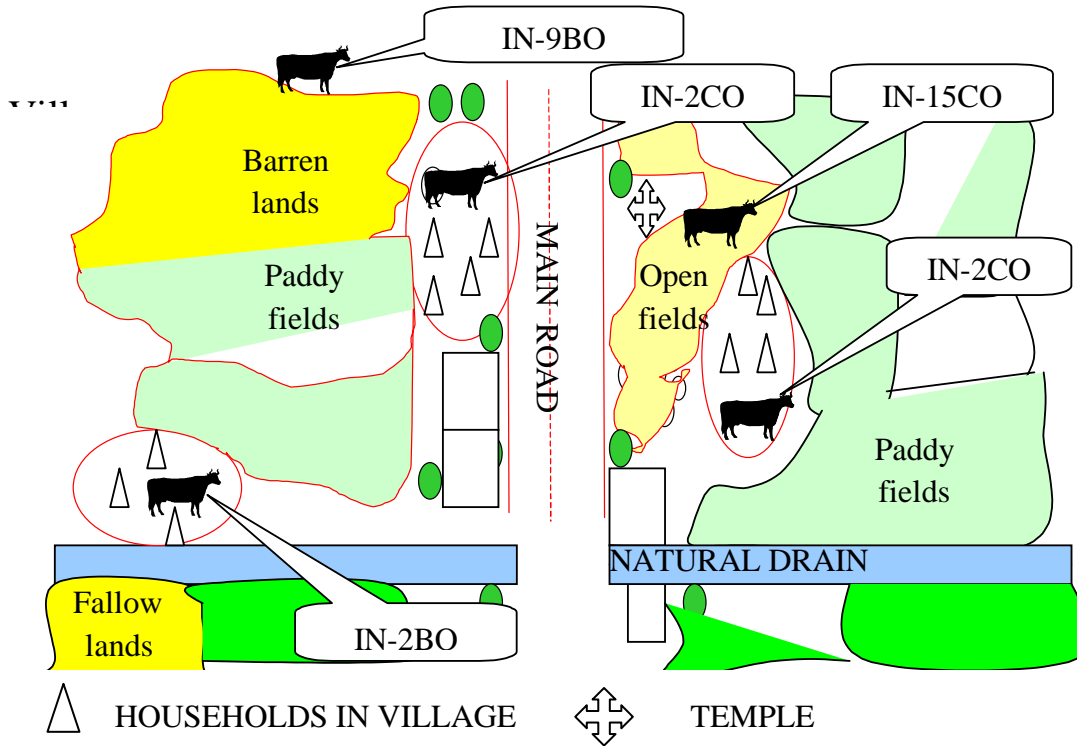 IN-9BO
IN-2CO
IN-15CO
Barren
lands
MAIN ROAD
IN-2CO
Paddy
fields
Open
fields
Paddy
fields
NATURAL DRAIN
Fallow
lands
IN-2BO
HOUSEHOLDS IN VILLAGE
TEMPLE